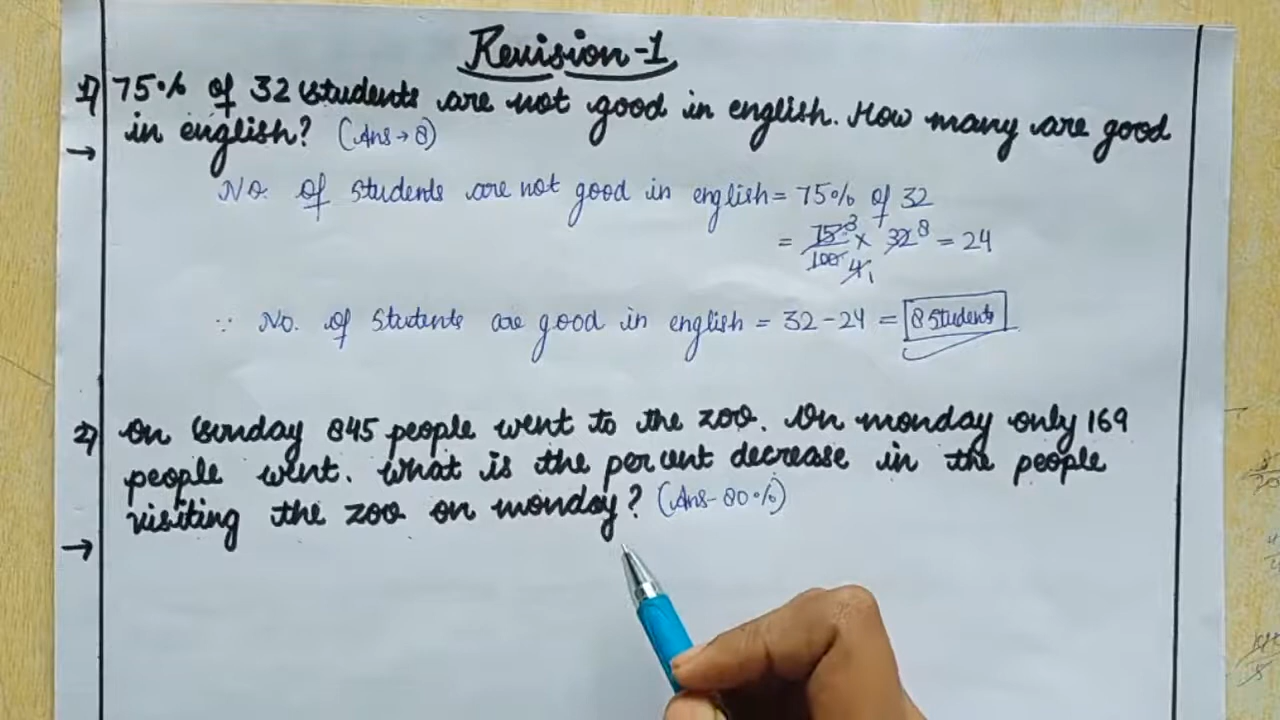 Revision-1
1) 75% of 32 students are not good in english. How many are good
in english? (Ans→8)
→
No. of students are not good in english = 75% of 32
= 75 3/100 4 1 × 32 8 = 24
∵ No. of students are good in english = 32-24 = 8 students
2) On sunday 845 people went to the zoo. On monday only 169
people went. What is the percent decrease in the people
visiting the zoo on monday? (Ans-80%)
→